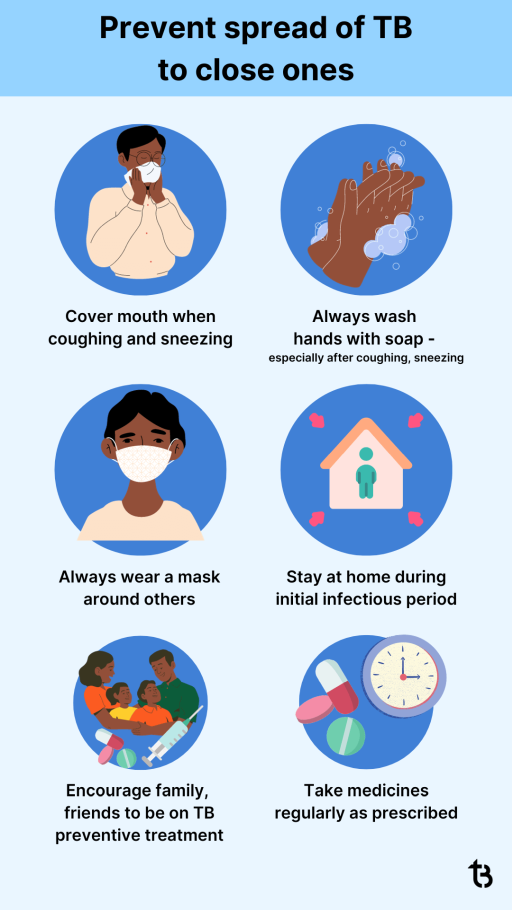 Prevent spread of TB
to close ones
Cover mouth when
coughing and sneezing
Always wash
hands with soap -
especially after coughing, sneezing
Always wear a mask
around others
Stay at home during
initial infectious period
Encourage family,
friends to be on TB
preventive treatment
Take medicines
regularly as prescribed
tB